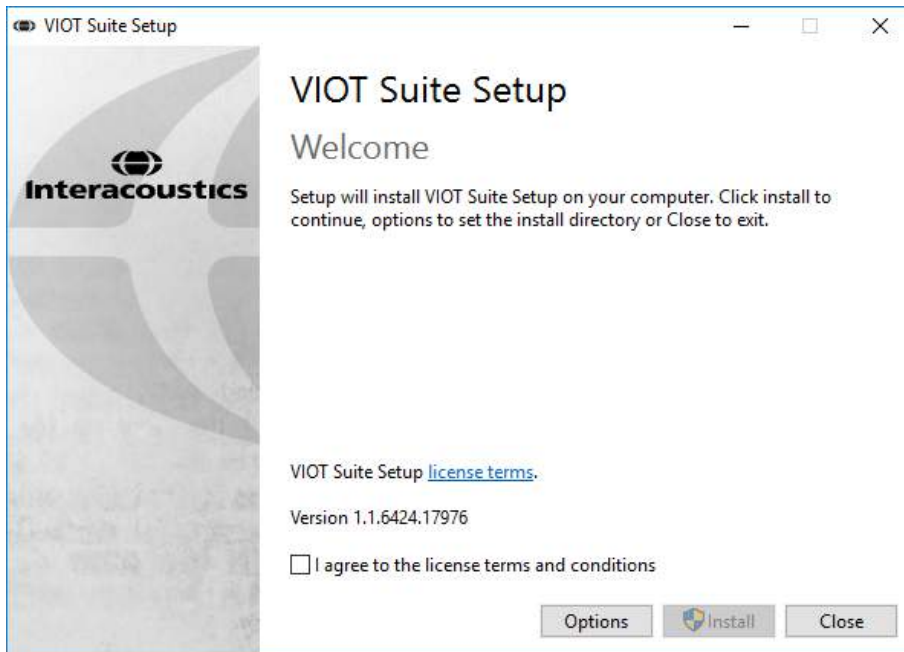 VIOT Suite Setup
VIOT Suite Setup
Welcome
Interacoustics
Setup will install VIOT Suite Setup on your computer. Click install to
continue, options to set the install directory or Close to exit.
VIOT Suite Setup license terms.
Version 1.1.6424.17976
I agree to the license terms and conditions
Options
Install
Close